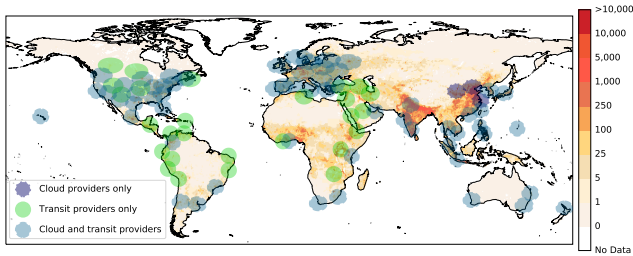 >10,000
10,000
5,000
1,000
250
100
25
5
1
0
No Data
Cloud providers only
Transit providers only
Cloud and transit providers